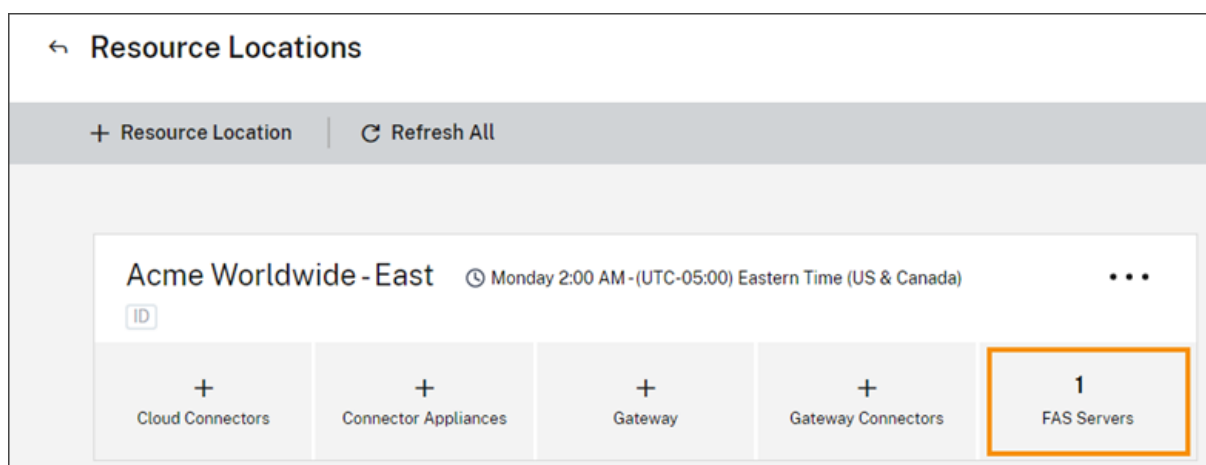 Resource Locations
+ Resource Location Refresh All
Acme Worldwide - East Monday 2:00 AM - (UTC-05:00) Eastern Time (US & Canada)
ID
+ + + + 1
Cloud Connectors Connector Appliances Gateway Gateway Connectors FAS Servers